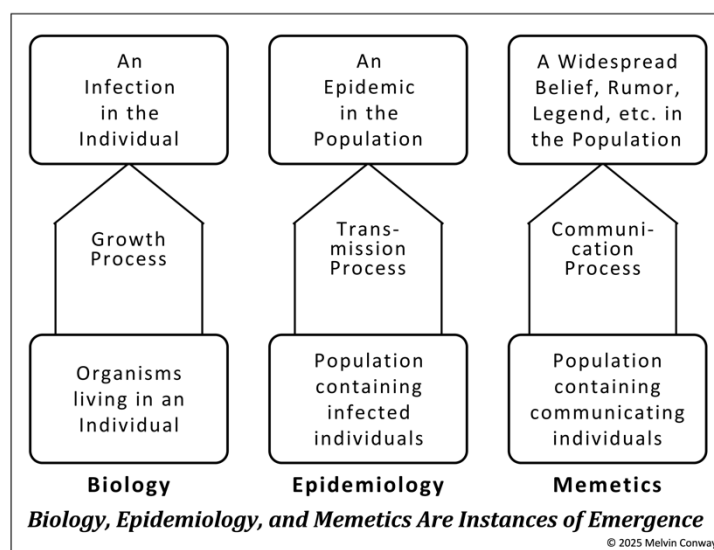 An
Infection
in the
Individual
An
Epidemic
in the
Population
A Widespread
Belief, Rumor,
Legend, etc. in
the Population
Growth
Process
Trans-
mission
Process
Communi-
cation
Process
Organisms
living in an
Individual
Population
containing
infected
individuals
Population
containing
communicating
individuals
Biology
Epidemiology
Memetics
Biology, Epidemiology, and Memetics Are Instances of Emergence
© 2025 Melvin Conway